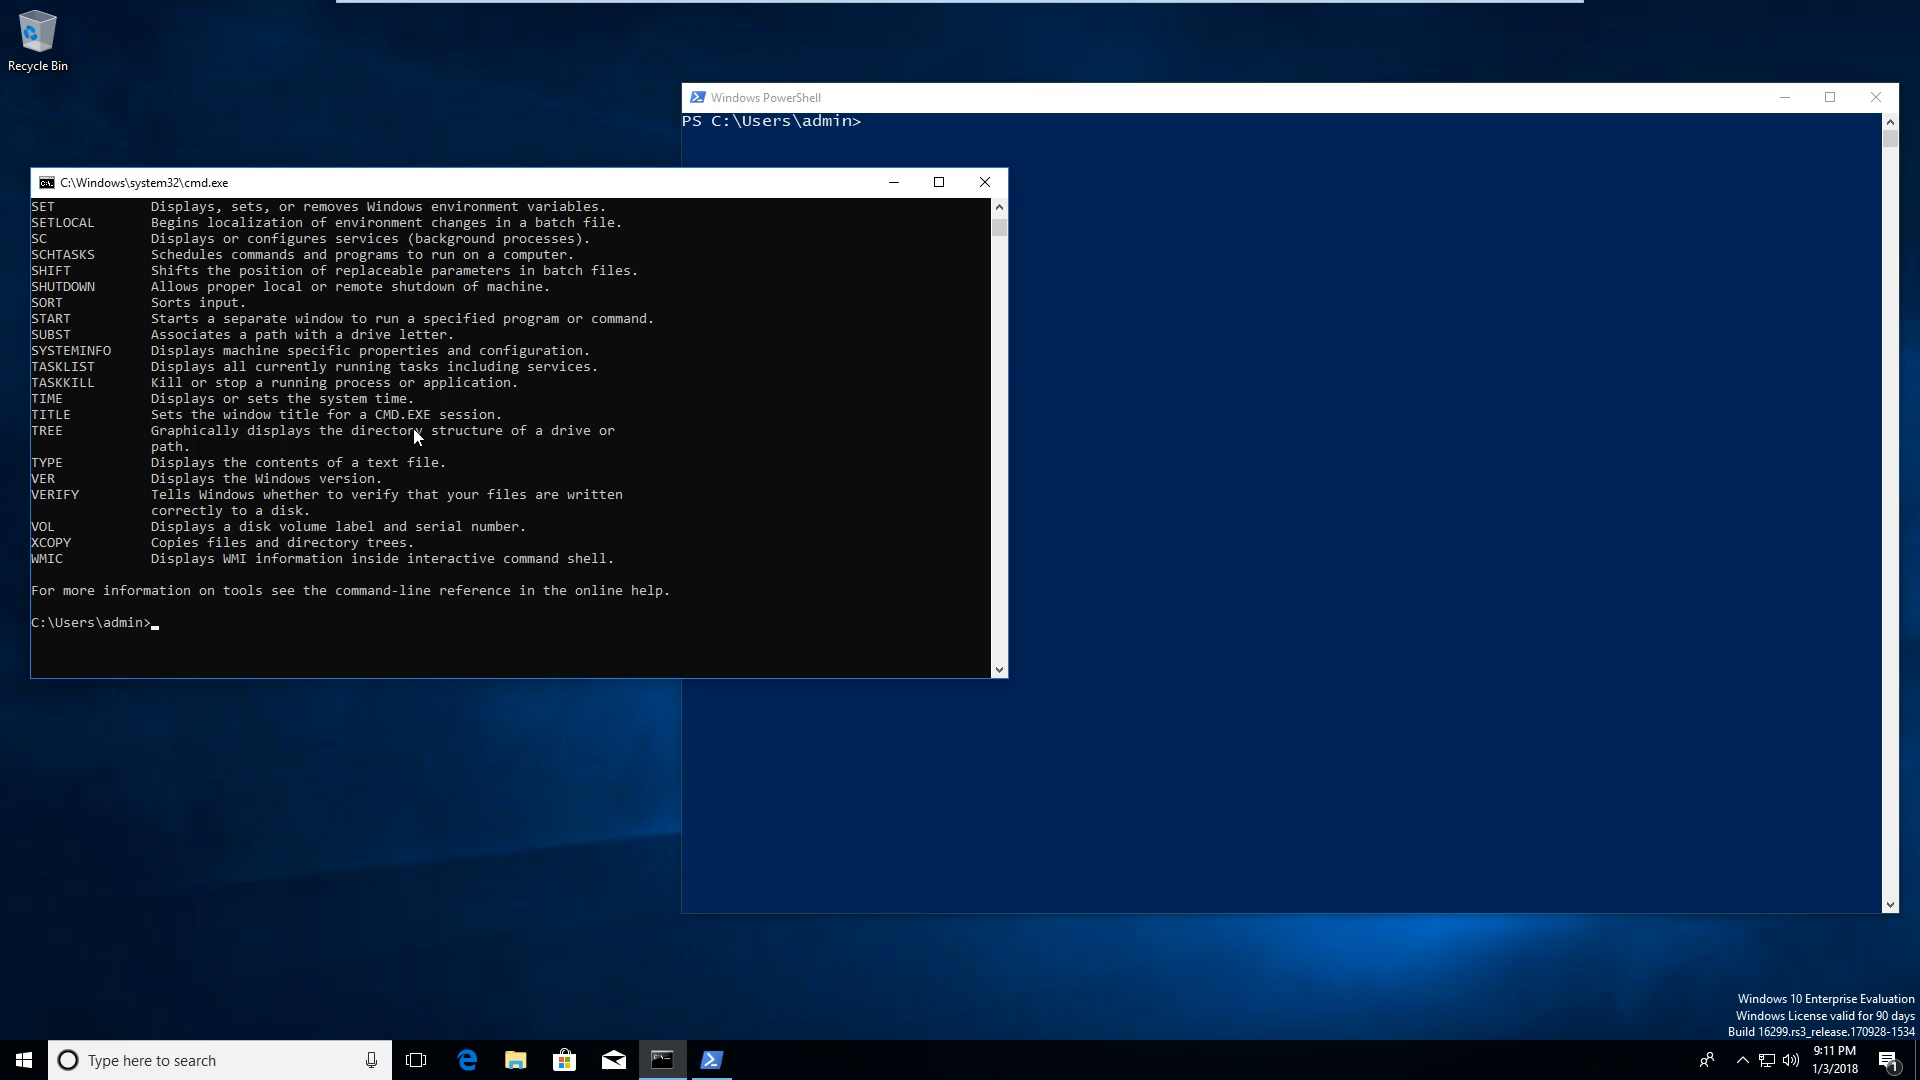 Recycle Bin
Windows PowerShell
PS C:\Users\admin>
C:\Windows\system32\cmd.exe
SET            Displays, sets, or removes Windows environment variables.
SETLOCAL       Begins localization of environment changes in a batch file.
SC             Displays or configures services (background processes).
SCHTASKS       Schedules commands and programs to run on a computer.
SHIFT          Shifts the position of replaceable parameters in batch files.
SHUTDOWN       Allows proper local or remote shutdown of machine.
SORT           Sorts input.
START          Starts a separate window to run a specified program or command.
SUBST          Associates a path with a drive letter.
SYSTEMINFO     Displays machine specific properties and configuration.
TASKLIST       Displays all currently running tasks including services.
TASKKILL       Kill or stop a running process or application.
TIME           Displays or sets the system time.
TITLE          Sets the window title for a CMD.EXE session.
TREE           Graphically displays the directory structure of a drive or
               path.
TYPE           Displays the contents of a text file.
VER            Displays the Windows version.
VERIFY         Tells Windows whether to verify that your files are written
               correctly to a disk.
VOL            Displays a disk volume label and serial number.
XCOPY          Copies files and directory trees.
WMIC           Displays WMI information inside interactive command shell.
For more information on tools see the command-line reference in the online help.
C:\Users\admin>
Windows 10 Enterprise Evaluation
Windows License valid for 90 days
Build 16299.rs3_release.170928-1534
Type here to search
9:11 PM
1/3/2018
1